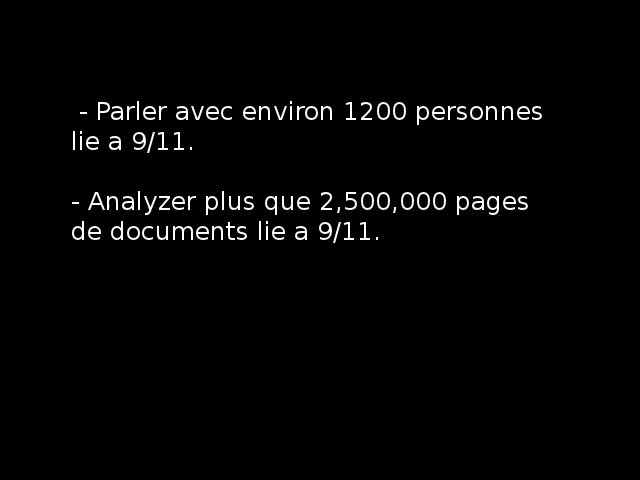 - Parler avec environ 1200 personnes
lie a 9/11.
- Analyzer plus que 2,500,000 pages
de documents lie a 9/11.